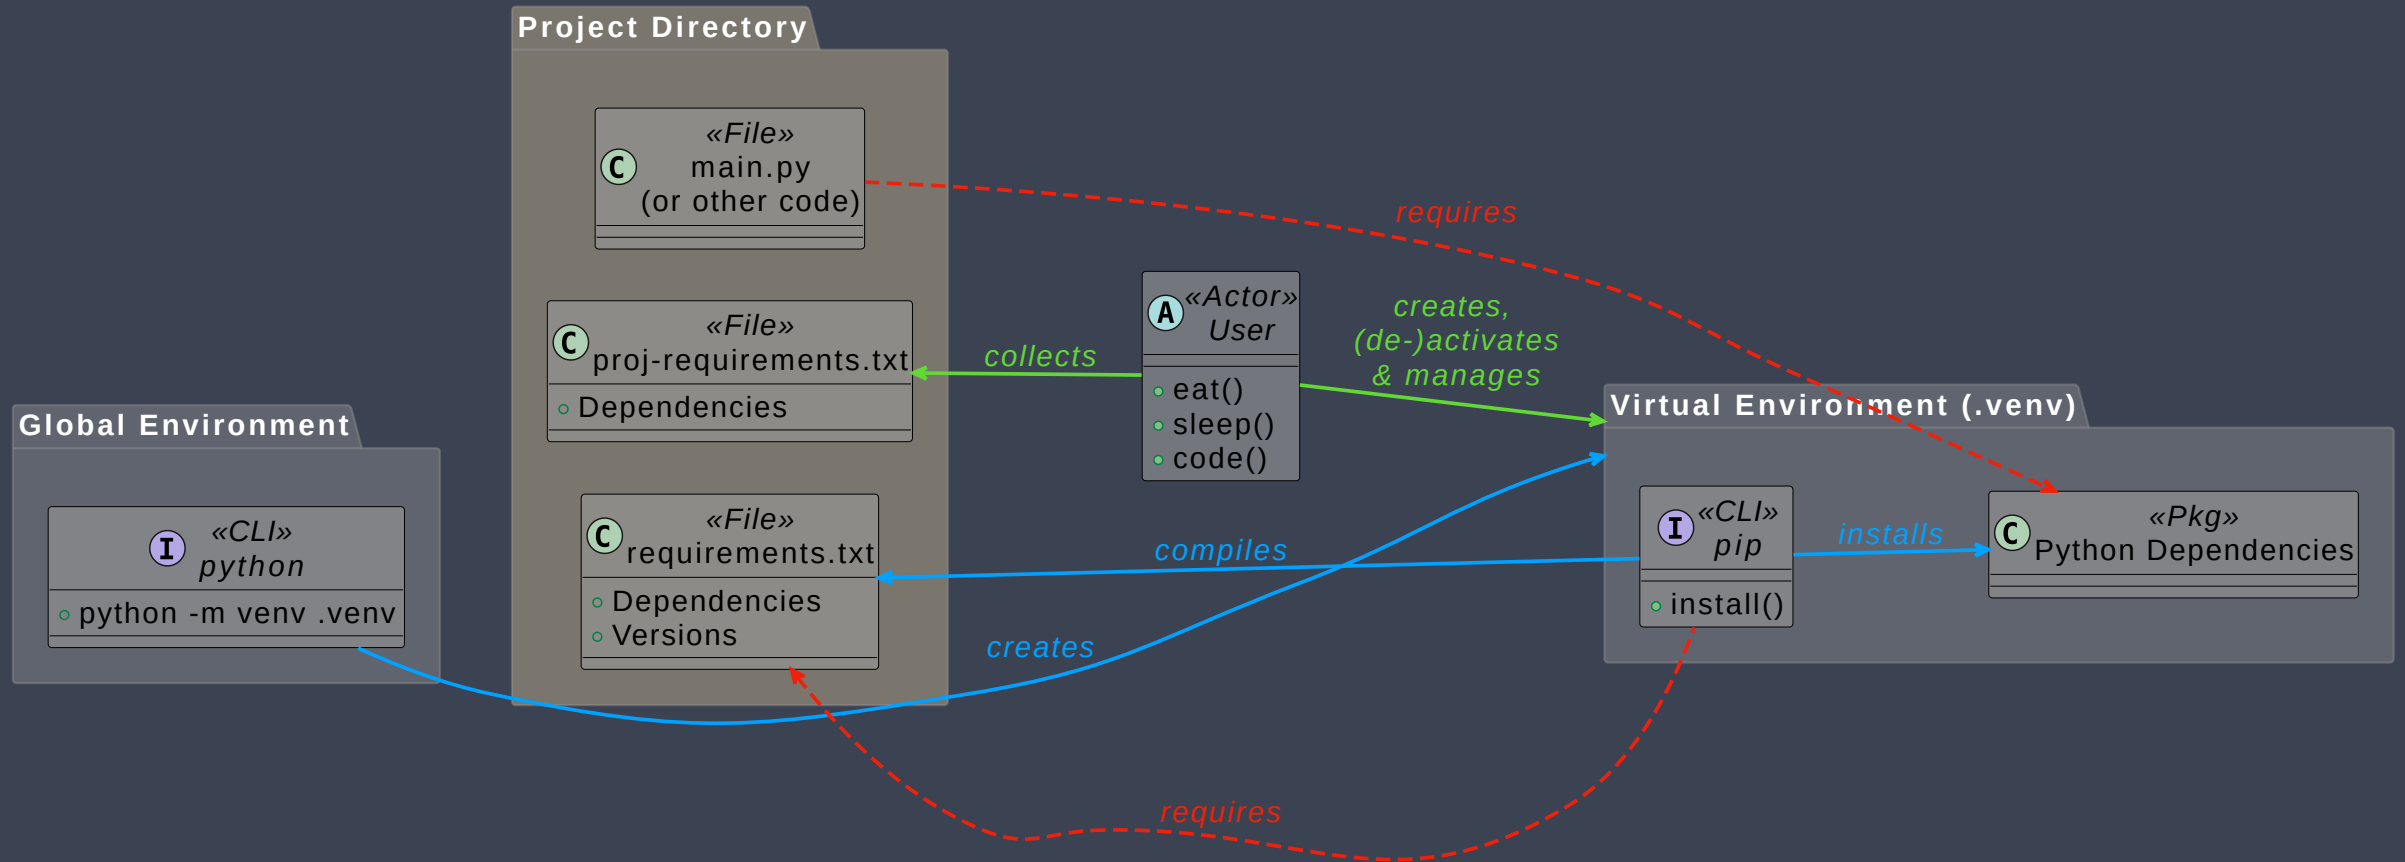 Project Directory
«File»
C
main.py
(or other code)
requires
«File»
C
proj-requirements.txt
Dependencies
collects
«Actor»
A
User
eat()
sleep()
code()
creates,
(de-)activates
& manages
Global Environment
«CLI»
I
python
python -m venv .venv
«File»
C
requirements.txt
Dependencies
Versions
compiles
creates
Virtual Environment (.venv)
«CLI»
I
pip
install()
installs
«Pkg»
C
Python Dependencies
requires